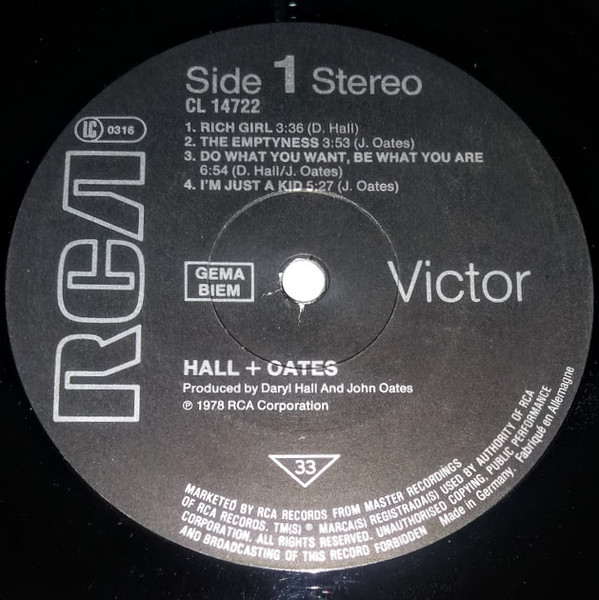 Side 1 Stereo
CL 14722
LC 0316
1. RICH GIRL 3:36 (D. Hall)
2. THE EMPTYNESS 3:53 (J. Oates)
3. DO WHAT YOU WANT, BE WHAT YOU ARE
6:54 (D. Hall/J. Oates)
4. I'M JUST A KID 5:27 (J. Oates)
RCA
GEMA
BIEM
Victor
HALL + OATES
Produced by Daryl Hall And John Oates
℗ 1978 RCA Corporation
33
MARKETED BY RCA RECORDS FROM MASTER RECORDINGS
OF RCA RECORDS. TM(S) ® MARCA(S) REGISTRADA(S) USED BY AUTHORITY OF RCA
CORPORATION. ALL RIGHTS RESERVED. UNAUTHORISED COPYING, PUBLIC PERFORMANCE
AND BROADCASTING OF THIS RECORD FORBIDDEN Made in Germany. Fabriqué en Allemagne